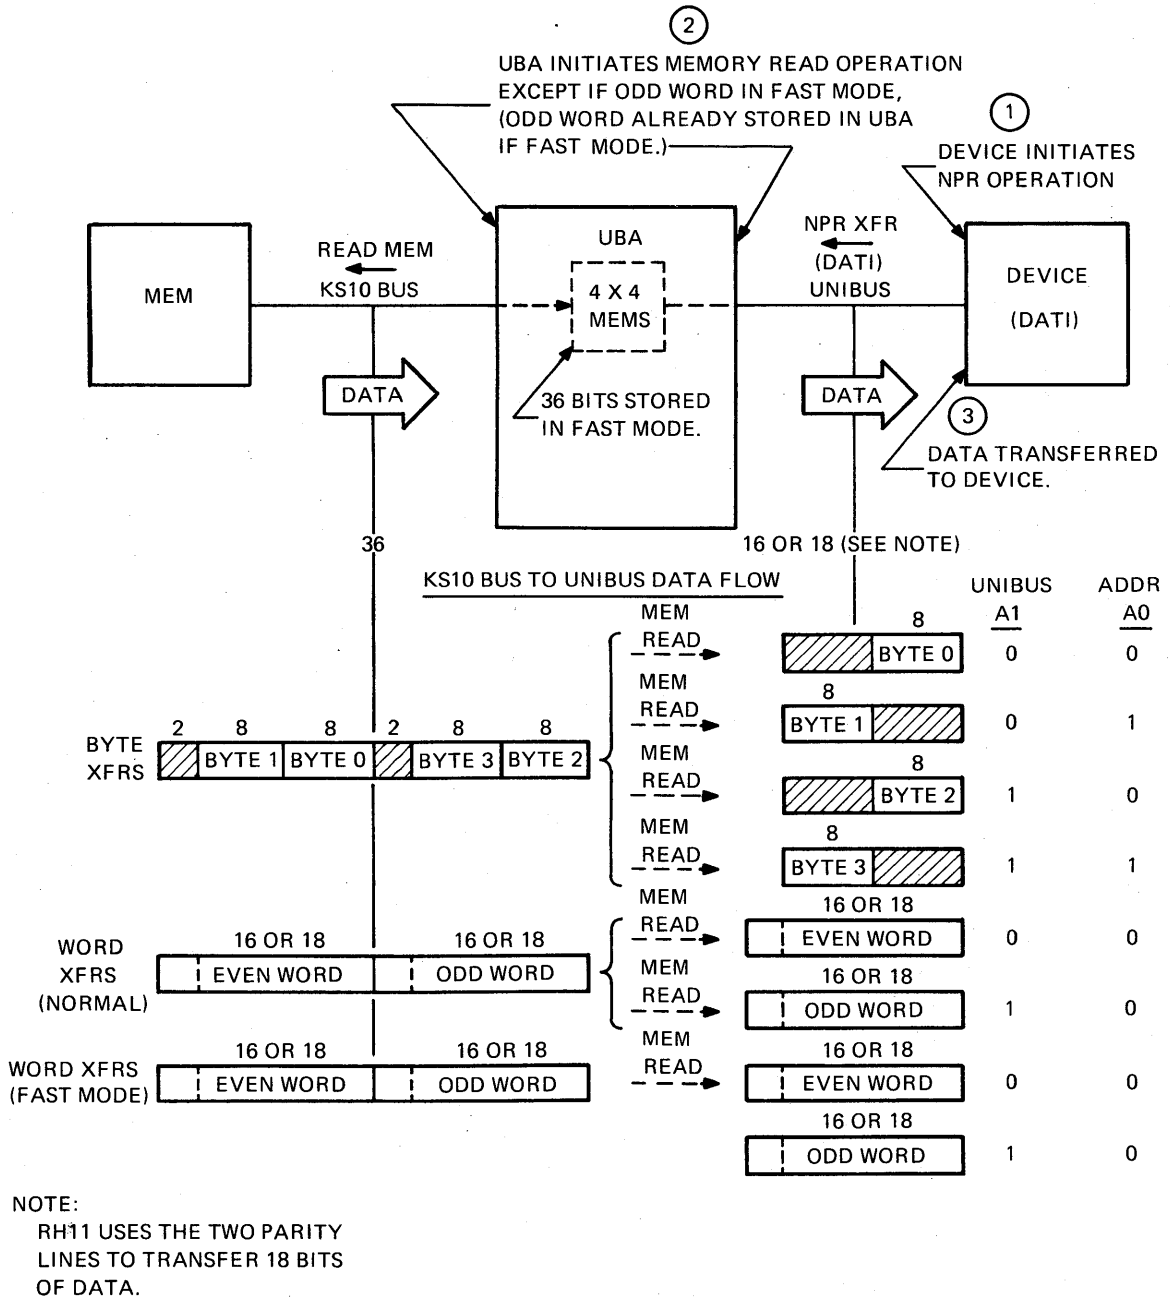 2
UBA INITIATES MEMORY READ OPERATION
EXCEPT IF ODD WORD IN FAST MODE,
(ODD WORD ALREADY STORED IN UBA
IF FAST MODE.)
1
DEVICE INITIATES
NPR OPERATION
MEM
READ MEM
KS10 BUS
UBA
4 X 4
MEMS
NPR XFR
(DATI)
UNIBUS
DEVICE
(DATI)
DATA
36 BITS STORED
IN FAST MODE.
DATA
3
DATA TRANSFERRED
TO DEVICE.
36
16 OR 18 (SEE NOTE)
KS10 BUS TO UNIBUS DATA FLOW
UNIBUS ADDR
A1 A0
MEM
READ
8
BYTE 0
0 0
MEM
READ
8
BYTE 1
0 1
BYTE
XFRS
2 8 8 2 8 8
BYTE 1 BYTE 0 BYTE 3 BYTE 2
MEM
READ
8
BYTE 2
1 0
MEM
READ
8
BYTE 3
1 1
WORD
XFRS
(NORMAL)
16 OR 18 16 OR 18
EVEN WORD ODD WORD
MEM
READ
16 OR 18
EVEN WORD
0 0
MEM
READ
16 OR 18
ODD WORD
1 0
WORD XFRS
(FAST MODE)
16 OR 18 16 OR 18
EVEN WORD ODD WORD
MEM
READ
16 OR 18
EVEN WORD
0 0
16 OR 18
ODD WORD
1 0
NOTE:
RH11 USES THE TWO PARITY
LINES TO TRANSFER 18 BITS
OF DATA.